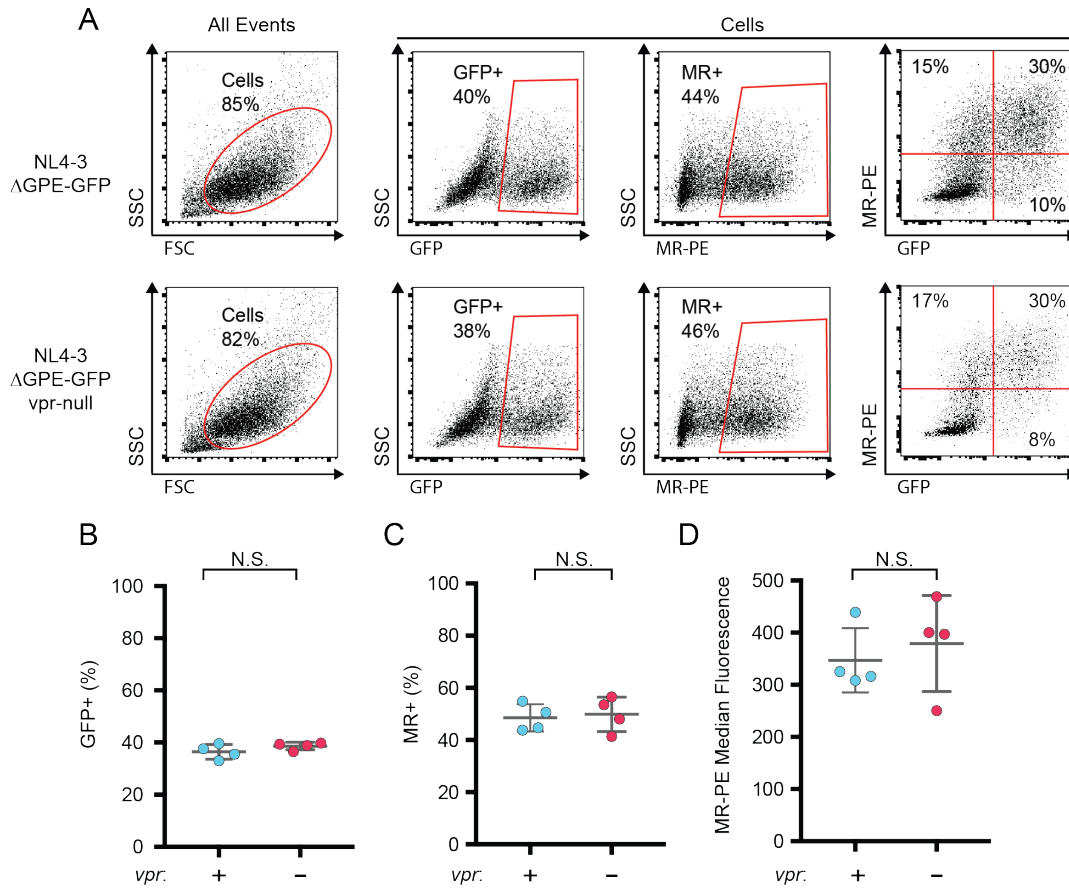 A
All Events
Cells
NL4-3
ΔGPE-GFP
Cells
85%
SSC
FSC
GFP+
40%
SSC
GFP
MR+
44%
SSC
MR-PE
15%
30%
10%
MR-PE
GFP
NL4-3
ΔGPE-GFP
vpr-null
Cells
82%
SSC
FSC
GFP+
38%
SSC
GFP
MR+
46%
SSC
MR-PE
17%
30%
8%
MR-PE
GFP
B
N.S.
GFP+ (%)
100
80
60
40
20
0
vpr: + −
C
N.S.
MR+ (%)
100
80
60
40
20
0
vpr: + −
D
N.S.
MR-PE Median Fluorescence
500
400
300
200
100
0
vpr: + −